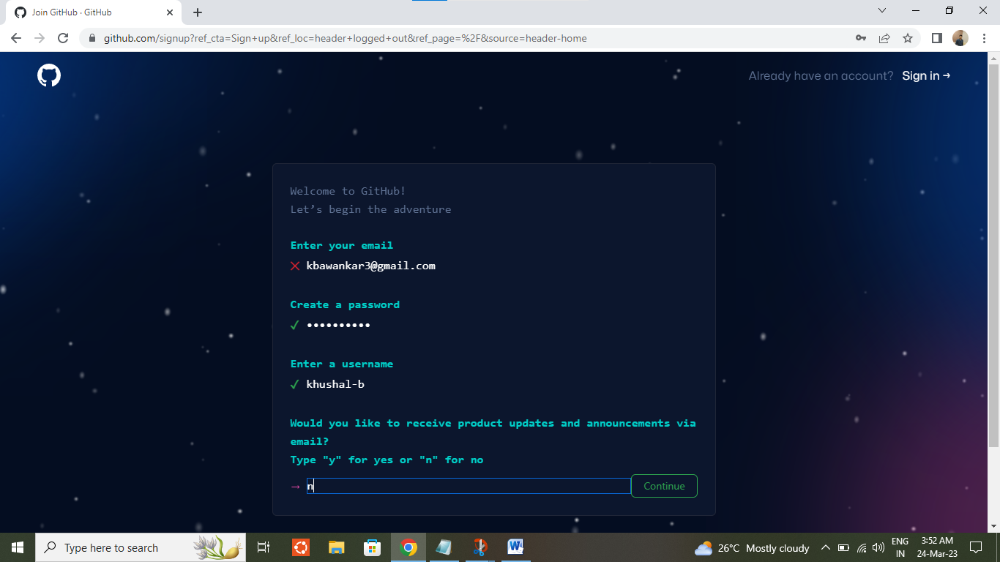 Join GitHub · GitHub
github.com/signup?ref_cta=Sign+up&ref_loc=header+logged+out&ref_page=%2F&source=header-home
Already have an account? Sign in →
Welcome to GitHub!
Let’s begin the adventure
Enter your email
kbawankar3@gmail.com
Create a password
••••••••••
Enter a username
khushal-b
Would you like to receive product updates and announcements via
email?
Type "y" for yes or "n" for no
→ n Continue
Type here to search
26°C Mostly cloudy
ENG
IN
3:52 AM
24-Mar-23